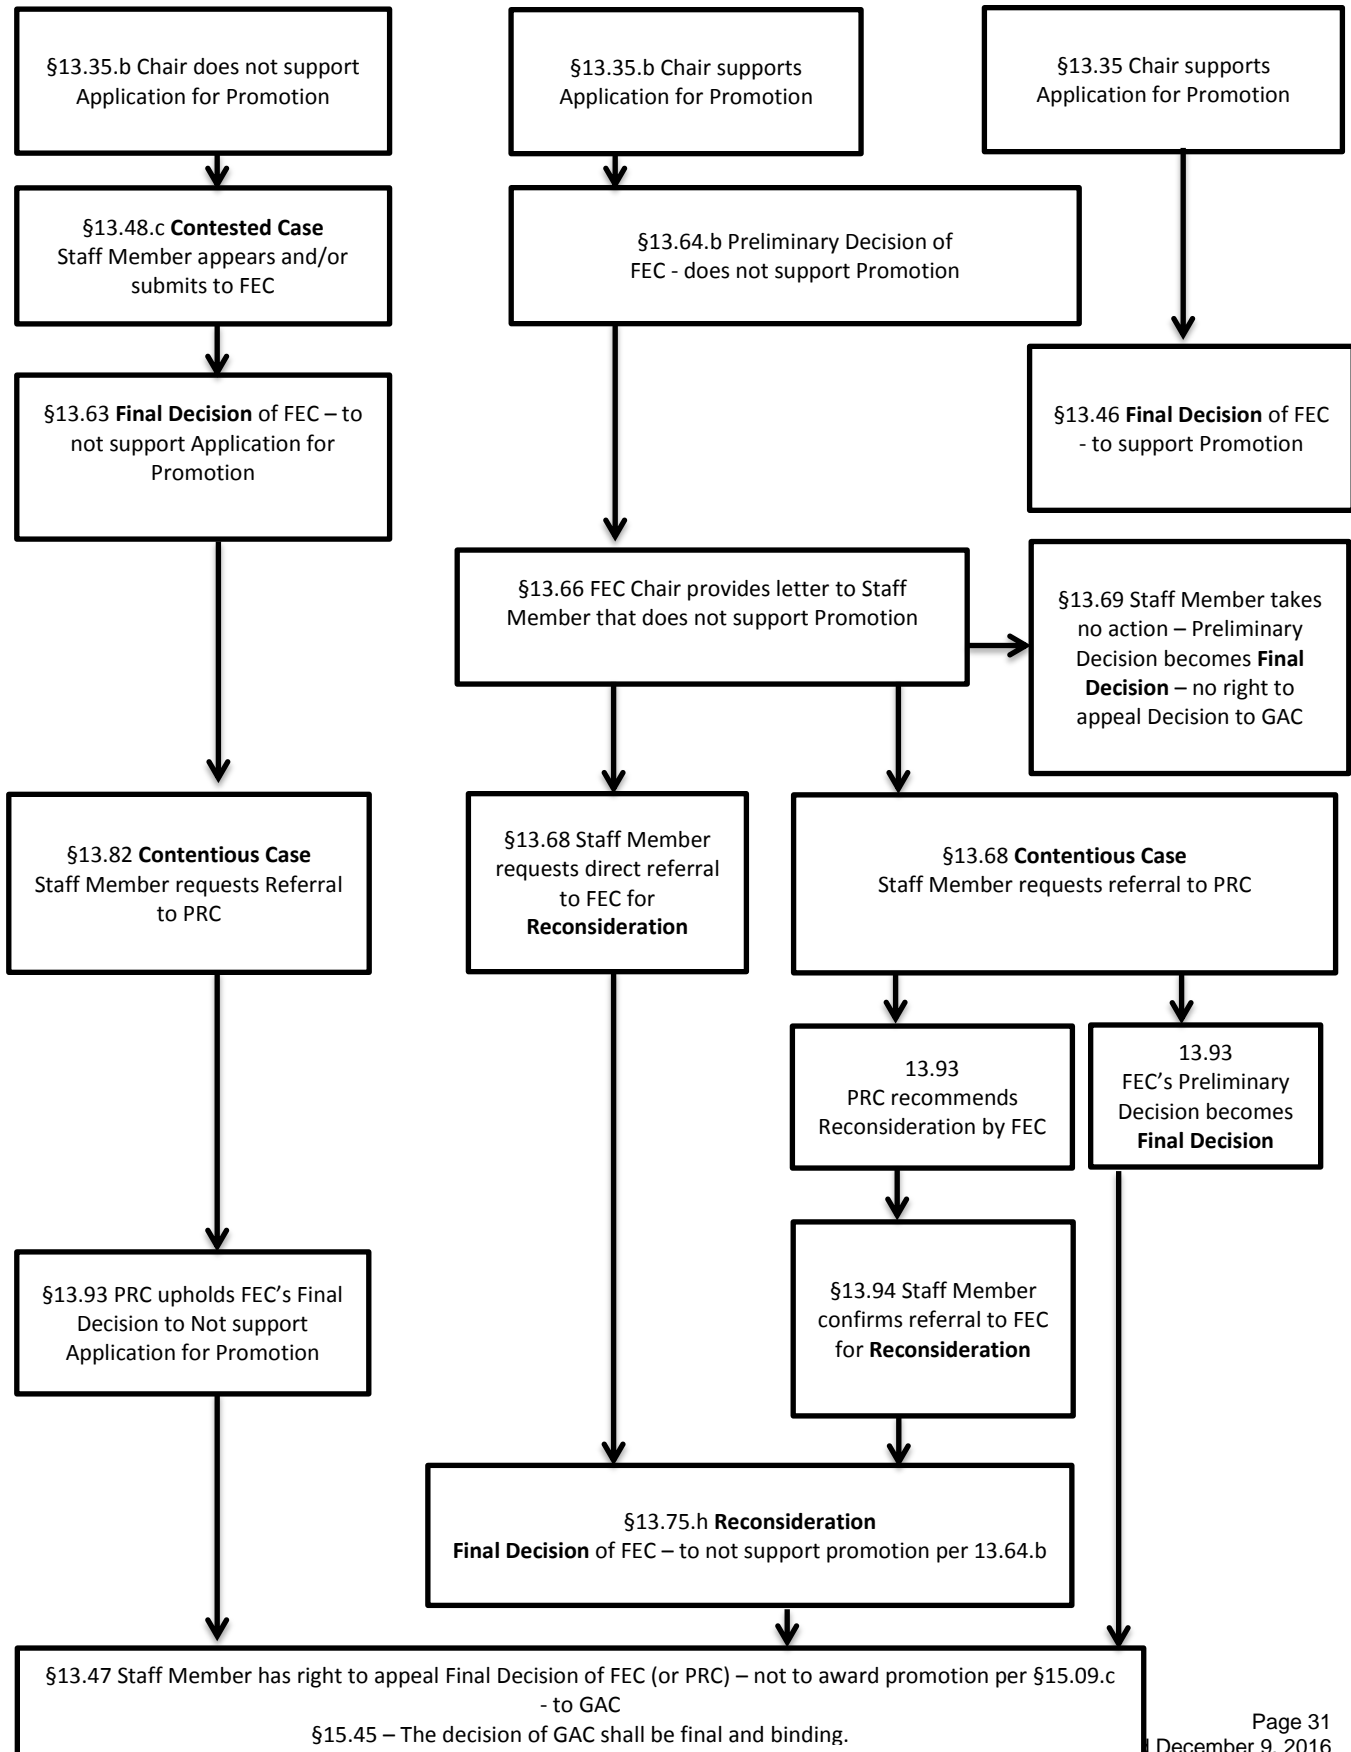 §13.35.b Chair does not support
Application for Promotion
§13.35.b Chair supports
Application for Promotion
§13.35 Chair supports
Application for Promotion
§13.48.c Contested Case
Staff Member appears and/or
submits to FEC
§13.64.b Preliminary Decision of
FEC - does not support Promotion
§13.63 Final Decision of FEC – to
not support Application for
Promotion
§13.46 Final Decision of FEC
- to support Promotion
§13.66 FEC Chair provides letter to Staff
Member that does not support Promotion
§13.69 Staff Member takes
no action – Preliminary
Decision becomes Final
Decision – no right to
appeal Decision to GAC
§13.82 Contentious Case
Staff Member requests Referral
to PRC
§13.68 Staff Member
requests direct referral
to FEC for
Reconsideration
§13.68 Contentious Case
Staff Member requests referral to PRC
13.93
PRC recommends
Reconsideration by FEC
13.93
FEC’s Preliminary
Decision becomes
Final Decision
§13.93 PRC upholds FEC’s Final
Decision to Not support
Application for Promotion
§13.94 Staff Member
confirms referral to FEC
for Reconsideration
§13.75.h Reconsideration
Final Decision of FEC – to not support promotion per 13.64.b
§13.47 Staff Member has right to appeal Final Decision of FEC (or PRC) – not to award promotion per §15.09.c
- to GAC
§15.45 – The decision of GAC shall be final and binding.
Page 31
December 9, 2016